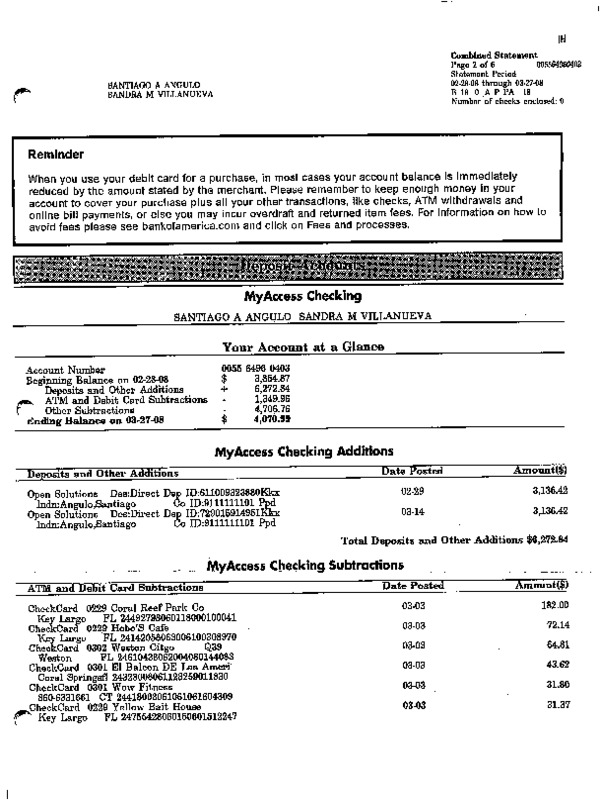 Combined Statement
Page 2 of 6 005564960403
Statement Period
02-28-08 through 03-27-08
B 18 0 A P PA 18
Number of checks enclosed: 0
SANTIAGO A ANGULO
SANDRA M VILLANUEVA
Reminder
When you use your debit card for a purchase, in most cases your account balance is immediately
reduced by the amount stated by the merchant. Please remember to keep enough money in your
account to cover your purchase plus all your other transactions, like checks, ATM withdrawals and
online bill payments, or else you may incur overdraft and returned item fees. For information on how to
avoid fees please see bankofamerica.com and click on Fees and processes.
Deposit Accounts
MyAccess Checking
SANTIAGO A ANGULO SANDRA M VILLANUEVA
Your Account at a Glance
Account Number 0055 6496 0403
Beginning Balance on 02-28-08 $ 3,854.87
Deposits and Other Additions + 6,272.84
ATM and Debit Card Subtractions - 1,349.96
Other Subtractions - 4,706.76
Ending Balance on 03-27-08 $ 4,070.99
MyAccess Checking Additions
Deposits and Other Additions Date Posted Amount($)
Open Solutions Des:Direct Dep 02-29 3,136.42
Indn:Angulo,Santiago Co ID:9111111101 Ppd
Open Solutions Des:Direct Dep 03-14 3,136.42
Indn:Angulo,Santiago Co ID:9111111101 Ppd
Total Deposits and Other Additions $6,272.84
MyAccess Checking Subtractions
ATM and Debit Card Subtractions Date Posted Amount($)
CheckCard 0229 Coral Reef Park Co 03-03 182.00
Key Largo FL
CheckCard 0229 Hobo'S Cafe 03-03 72.14
Key Largo FL
CheckCard 0302 Weston Citgo Q39 03-03 64.81
Weston FL
CheckCard 0301 El Balcon DE Las Ameri 03-03 43.62
Coral Springsfl
CheckCard 0301 Wow Fitness 03-03 31.80
860-6331661 CT
CheckCard 0229 Yellow Bait House 03-03 31.37
Key Largo FL